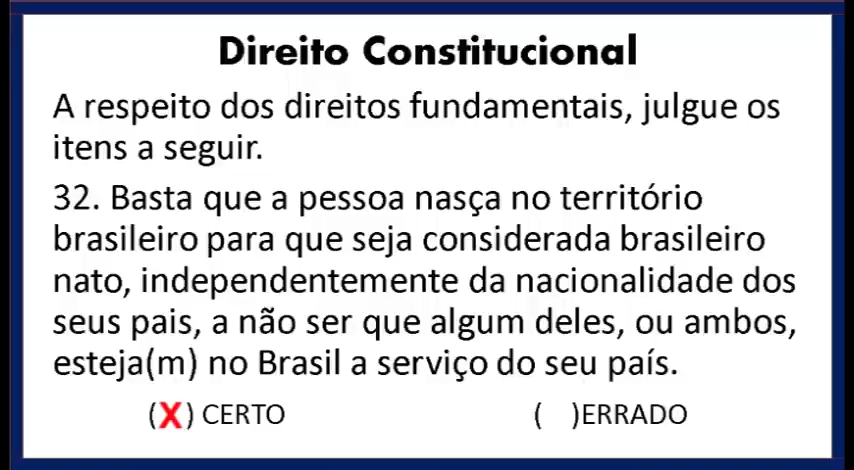 Direito Constitucional
A respeito dos direitos fundamentais, julgue os
itens a seguir.
32. Basta que a pessoa nasça no território
brasileiro para que seja considerada brasileiro
nato, independentemente da nacionalidade dos
seus pais, a não ser que algum deles, ou ambos,
esteja(m) no Brasil a serviço do seu país.
(X) CERTO ( )ERRADO